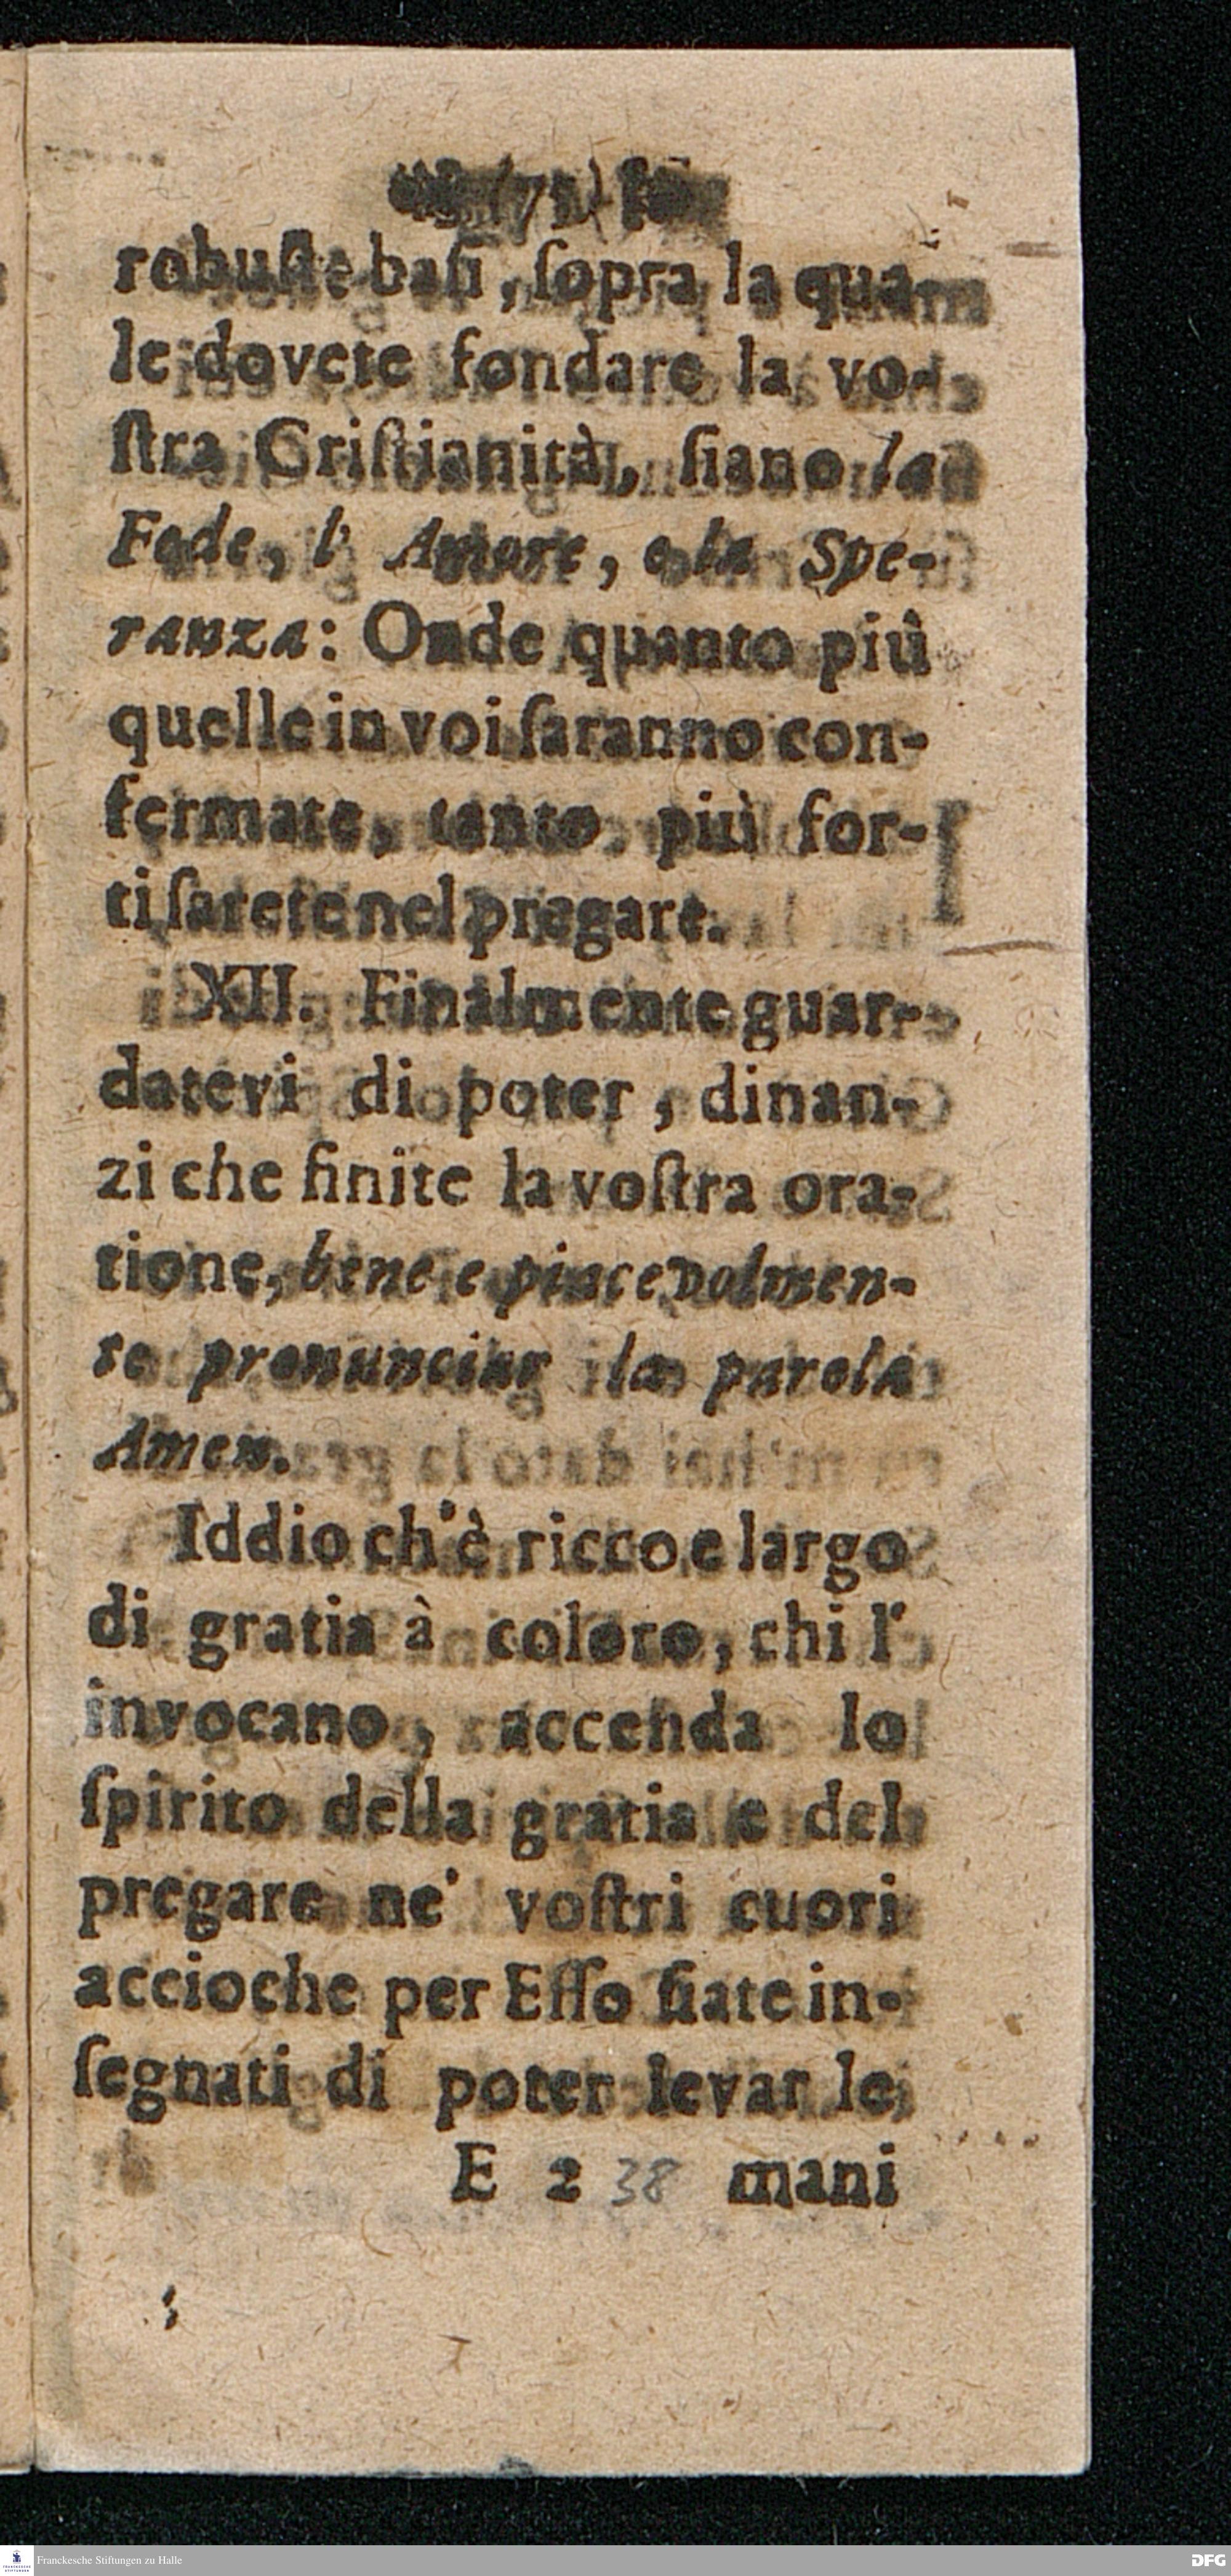 (75)
robuſte baſi, ſopra la qua-
le dovete fondare la vo-
ſtra Criſtianità, ſiano la
Fede, l' Amore, e la Spe-
ranza: Onde quanto più
quelle in voi ſaranno con-
fermate, tanto più for-
ti ſarete nel pregare.
XII. Finalmente guar-
datevi di poter, dinan-
zi che finite la voſtra ora-
tione, bene e piacevolmen-
te pronunciar la parola
Amen.
Iddio ch'è ricco e largo
di gratia à coloro, chi l'
invocano, accenda lo
ſpirito della gratia e del
pregare ne' voſtri cuori
accioche per Eſſo ſiate in-
ſegnati di poter levar le
E 2 38 mani
Franckesche Stiftungen zu Halle
DFG